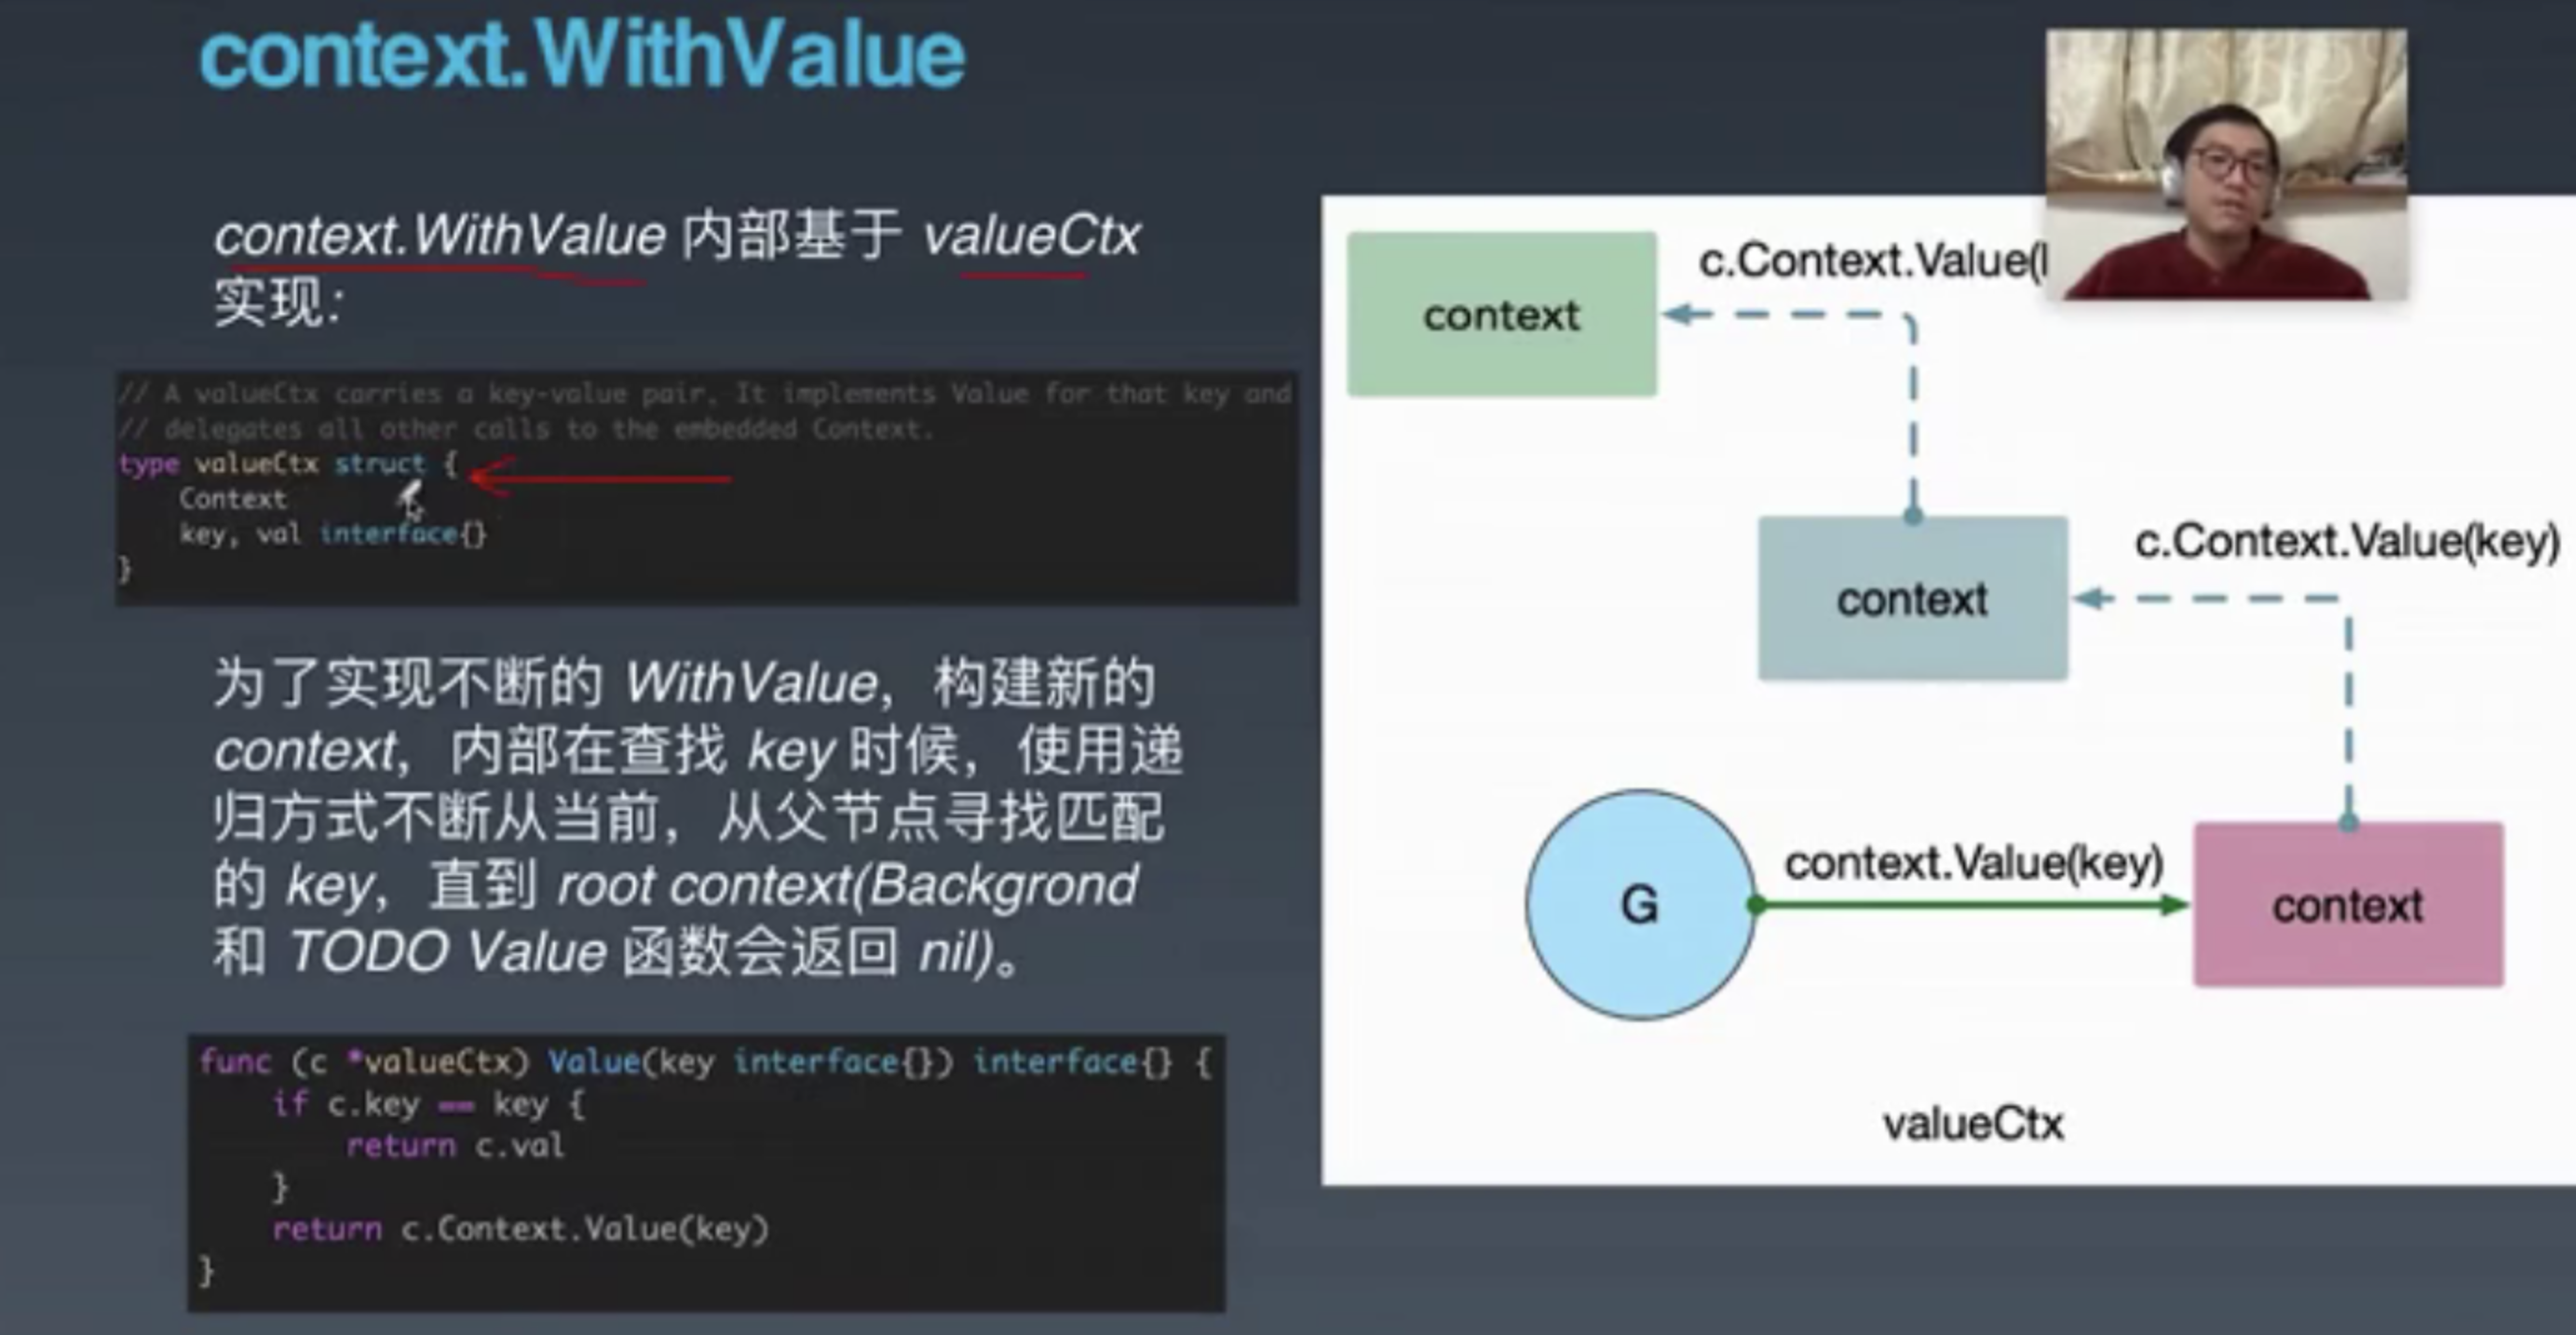 context.WithValue
context.WithValue 内部基于 valueCtx
实现：
// A valueCtx carries a key-value pair. It implements Value for that key and
// delegates all other calls to the embedded Context.
type valueCtx struct {
Context
key, val interface{}
}
为了实现不断的 WithValue，构建新的
context，内部在查找 key 时候，使用递
归方式不断从当前，从父节点寻找匹配
的 key，直到 root context(Backgrond
和 TODO Value 函数会返回 nil)。
func (c *valueCtx) Value(key interface{}) interface{} {
if c.key == key {
return c.val
}
return c.Context.Value(key)
}
c.Context.Value(
context
c.Context.Value(key)
context
context.Value(key)
G
context
valueCtx